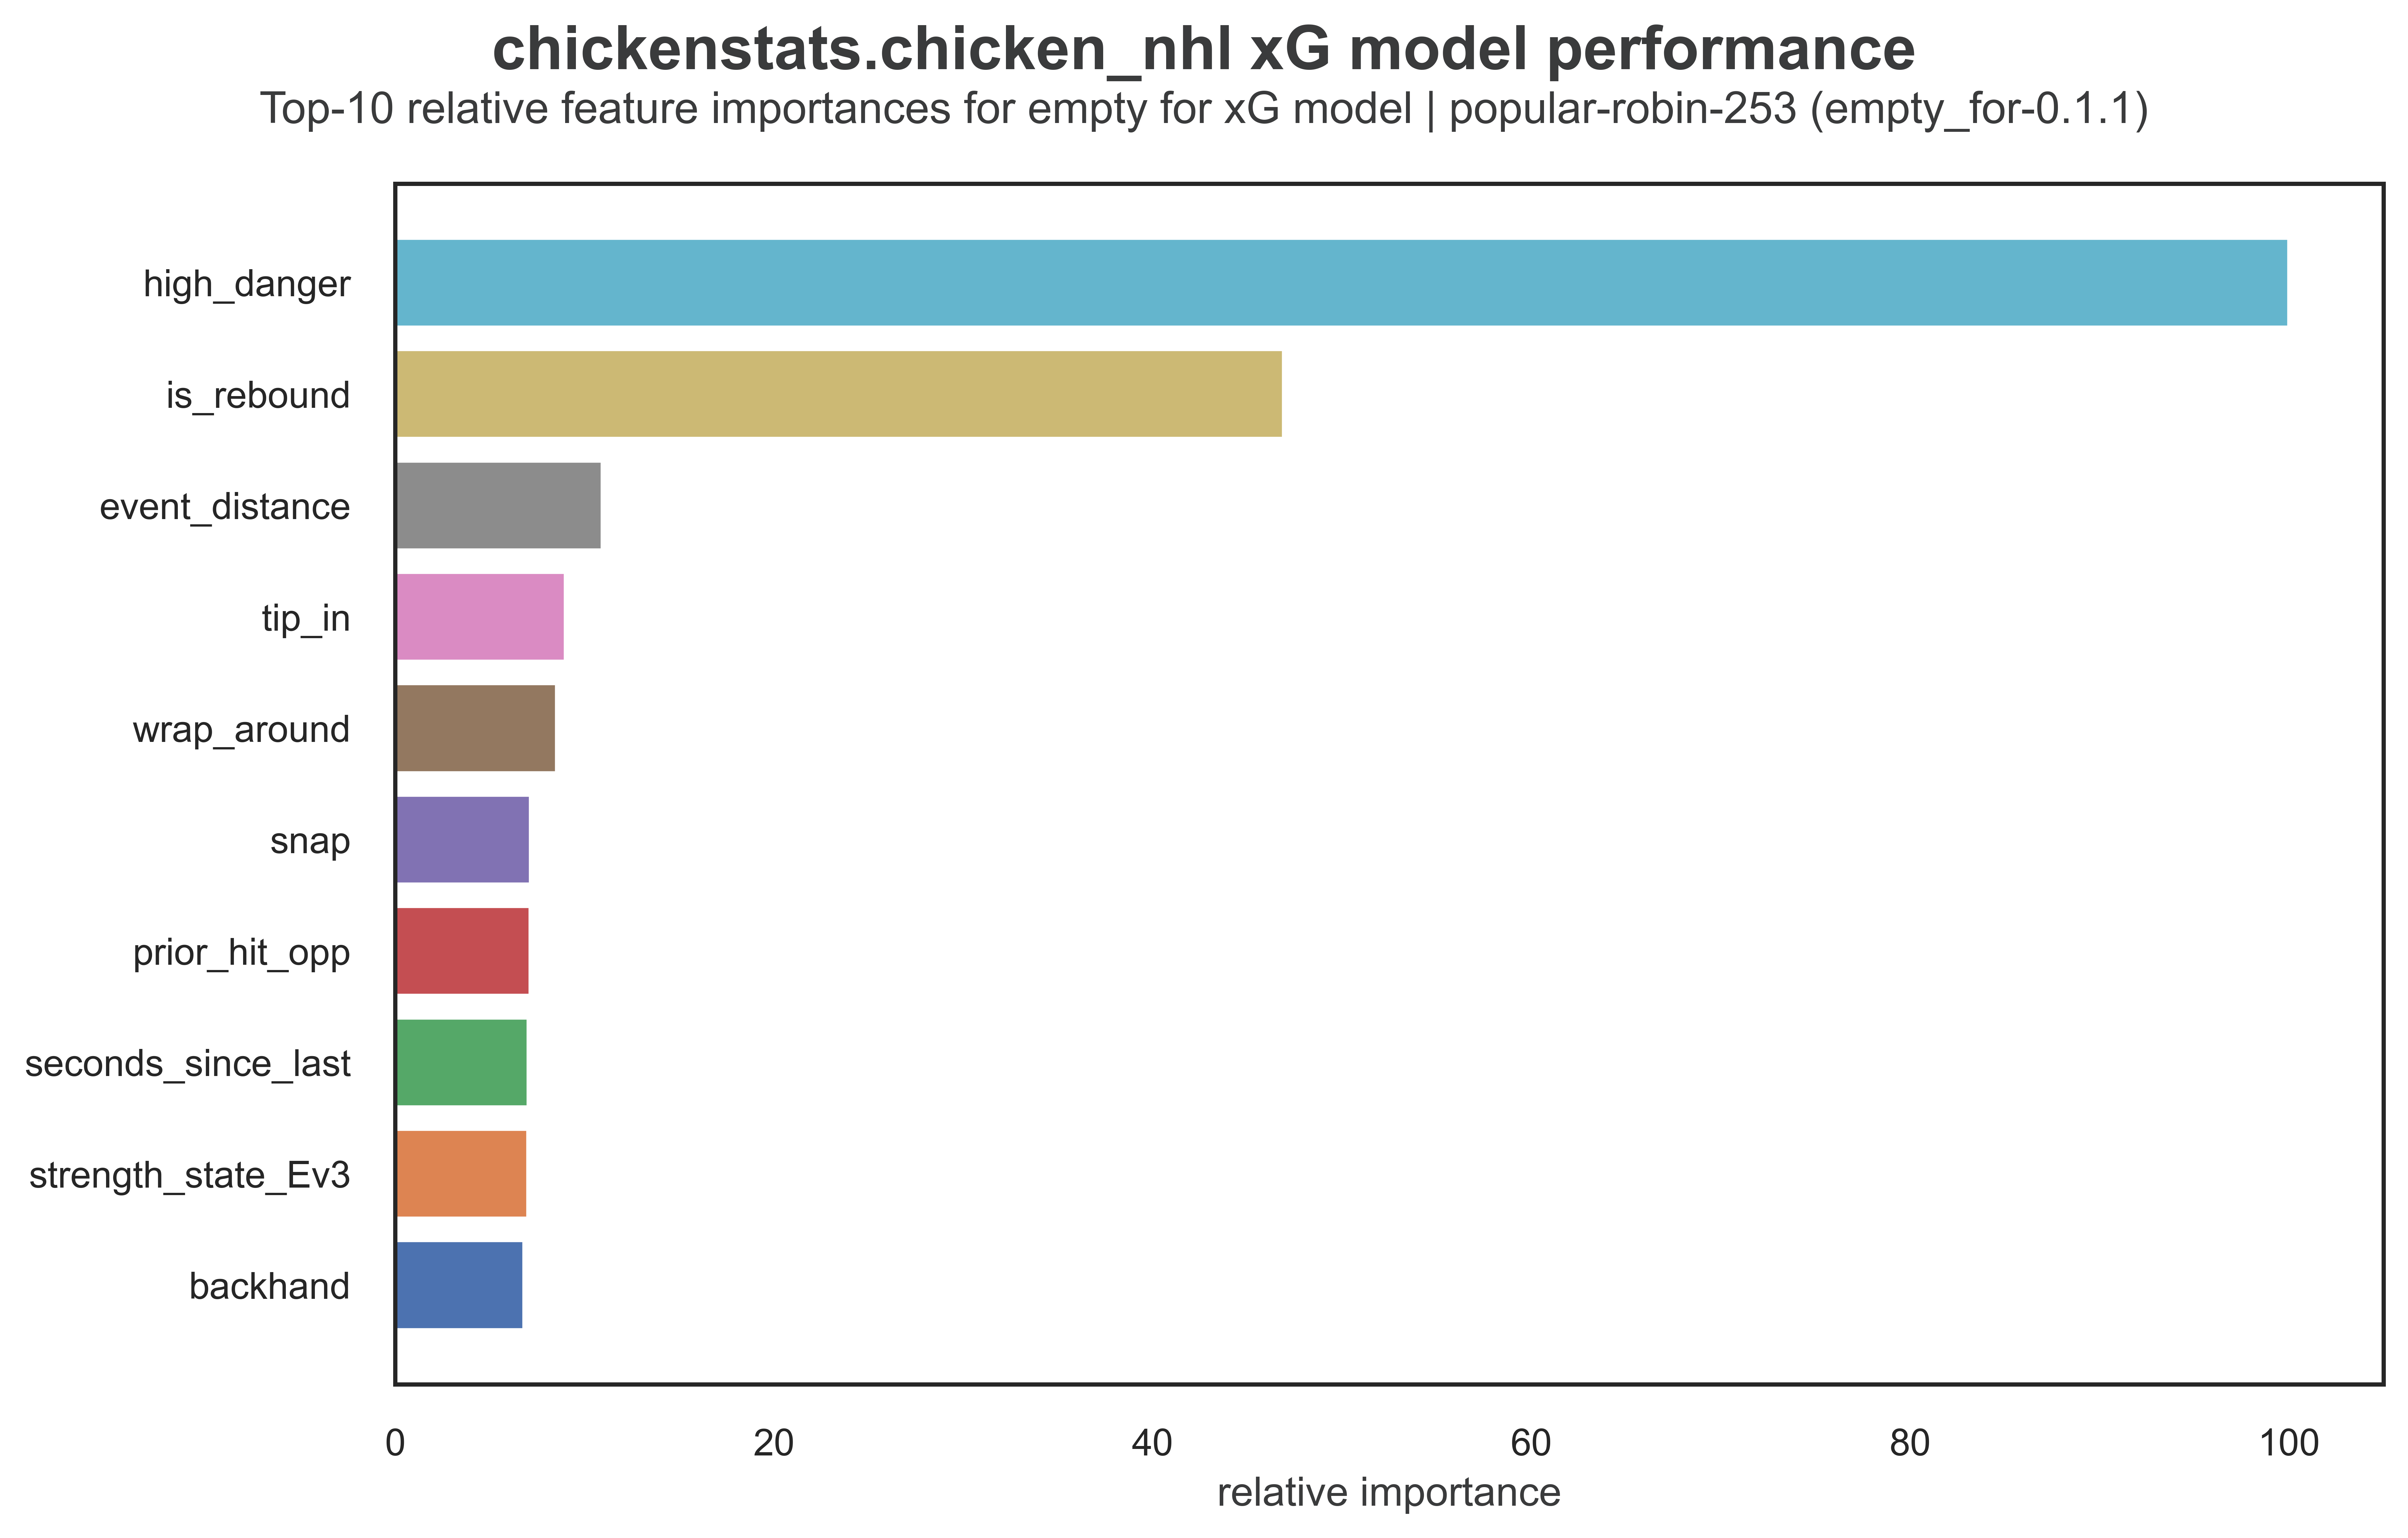 chickenstats.chicken_nhl xG model performance
Top-10 relative feature importances for empty for xG model | popular-robin-253 (empty_for-0.1.1)
high_danger
is_rebound
event_distance
tip_in
wrap_around
snap
prior_hit_opp
seconds_since_last
strength_state_Ev3
backhand
0 20 40 60 80 100
relative importance